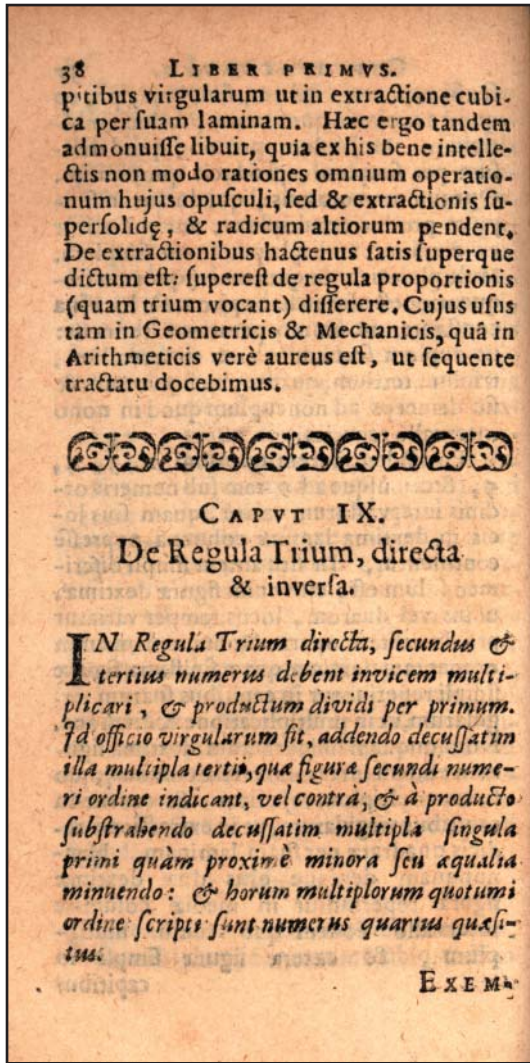 38 LIBER PRIMVS.
pitibus virgularum ut in extractione cubi-
ca per suam laminam. Hæc ergo tandem
admonuisse libuit, quia ex his bene intelle-
ctis non modo rationes omnium operatio-
num hujus opusculi, sed & extractionis su-
persolidę, & radicum altiorum pendent.
De extractionibus hactenus satis superque
dictum est: superest de regula proportionis
(quam trium vocant) disserere. Cujus usus
tam in Geometricis & Mechanicis, quâ in
Arithmeticis verè aureus est, ut sequente
tractatu docebimus.
CAPVT IX.
De Regula Trium, directa
& inversa.
IN Regula Trium directa, secundus &
tertius numerus debent invicem multi-
plicari, & productum dividi per primum.
Id officio virgularum fit, addendo decussatim
illa multipla tertii, quæ figuræ secundi nume-
ri ordine indicant, vel contrà, & à producto
substrahendo decussatim multipla singula
primi quàm proximè minora seu æqualia
minuendo: & horum multiplorum quotumi
ordine scripti sunt numerus quartus quæsi-
tus.
EXEM-